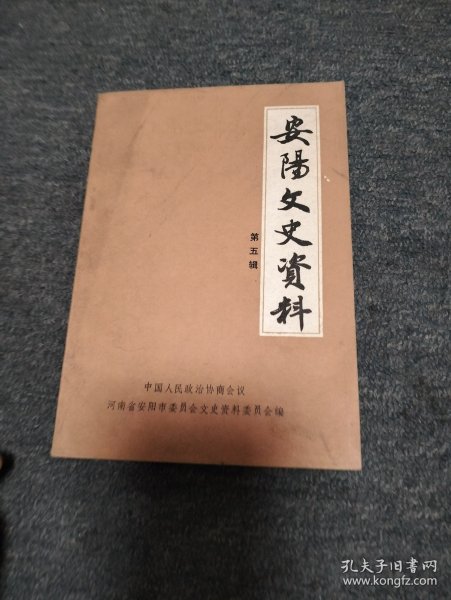 安陽文史資料
第五辑
中国人民政治协商会议
河南省安阳市委员会文史资料委员会编
孔夫子旧书网
www.kongfz.com